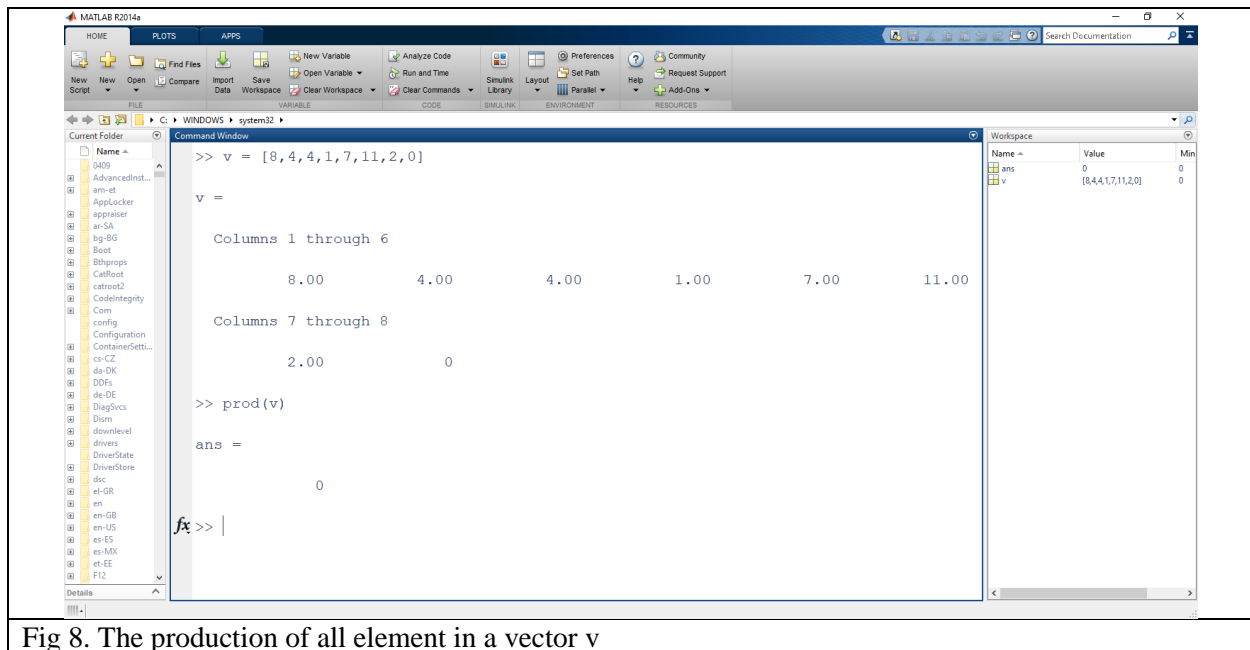 MATLAB R2014a
HOME PLOTS APPS
Search Documentation
New Script
New
Open
Find Files
Compare
Import Data
Save Workspace
New Variable
Open Variable
Clear Workspace
Analyze Code
Run and Time
Clear Commands
Simulink Library
Layout
Preferences
Set Path
Parallel
Help
Community
Request Support
Add-Ons
FILE VARIABLE CODE SIMULINK ENVIRONMENT RESOURCES
C: WINDOWS system32
Current Folder
Name
0409
AdvancedInst...
am-et
AppLocker
appraiser
ar-SA
bg-BG
Boot
Bthprops
CatRoot
catroot2
CodeIntegrity
Com
config
Configuration
ContainerSetti...
cs-CZ
da-DK
DDFs
de-DE
DiagSvcs
Dism
downlevel
drivers
DriverState
DriverStore
dsc
el-GR
en
en-GB
en-US
es-ES
es-MX
et-EE
F12
Details
Command Window
>> v = [8,4,4,1,7,11,2,0]
v =
Columns 1 through 6
8.00 4.00 4.00 1.00 7.00 11.00
Columns 7 through 8
2.00 0
>> prod(v)
ans =
0
fx >>
Workspace
Name Value Min
ans 0 0
v [8,4,4,1,7,11,2,0] 0
Fig 8. The production of all element in a vector v